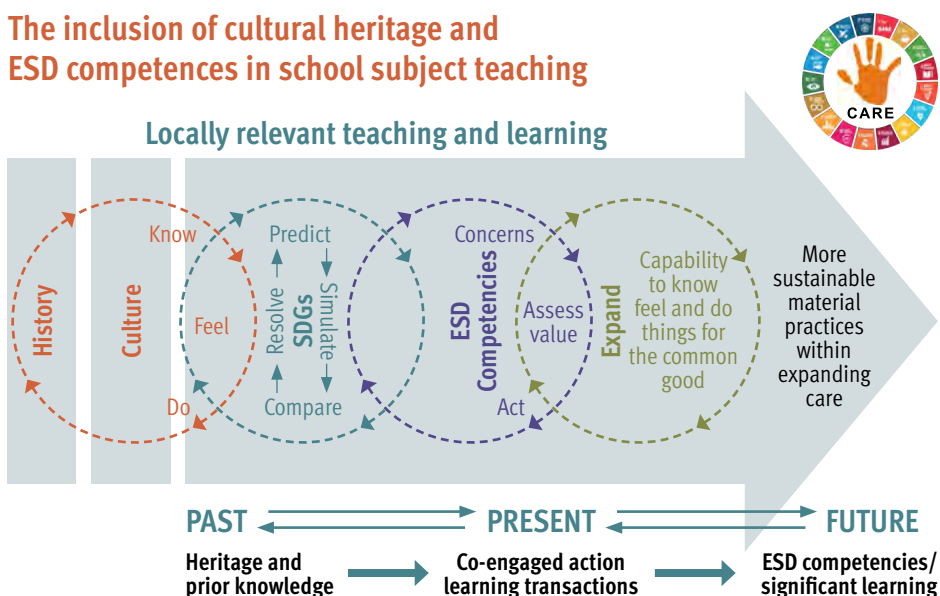 The inclusion of cultural heritage and
ESD competences in school subject teaching
CARE
Locally relevant teaching and learning
History
Culture
Know
Feel
Do
Predict
Resolve
SDGs
Simulate
Compare
ESD
Competencies
Concerns
Assess
value
Act
Expand
Capability
to know
feel and do
things for
the common
good
More
sustainable
material
practices
within
expanding
care
PAST
PRESENT
FUTURE
Heritage and
prior knowledge
Co-engaged action
learning transactions
ESD competencies/
significant learning